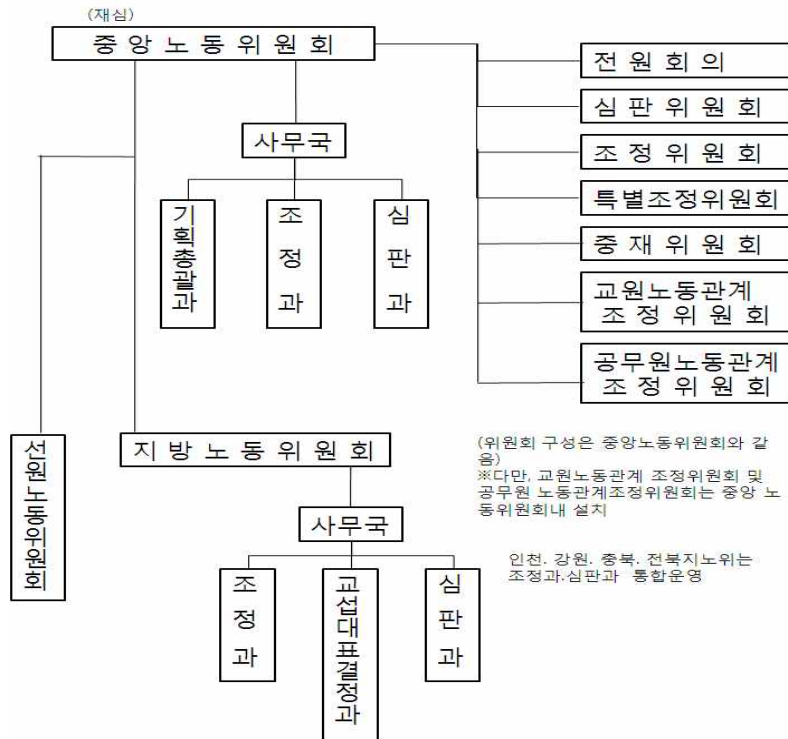 (재심)
중앙노동위원회
전원회의
심판위원회
조정위원회
특별조정위원회
중재위원회
교원노동관계
조정위원회
공무원노동관계
조정위원회
사무국
기획총괄과
조정과
심판과
선원노동위원회
지방노동위원회
(위원회 구성은 중앙노동위원회와 같
음)
※다만, 교원노동관계 조정위원회 및
공무원 노동관계조정위원회는 중앙 노
동위원회내 설치
사무국
인천. 강원. 충북. 전북지노위는
조정과.심판과 통합운영
조정과
교섭대표결정과
심판과